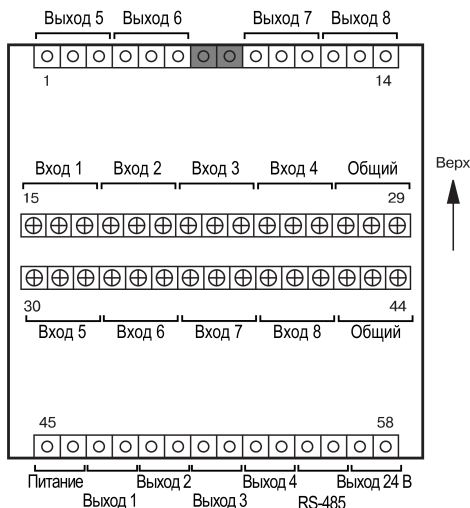 Выход 5 Выход 6 Выход 7 Выход 8
1 14
Верх
Вход 1 Вход 2 Вход 3 Вход 4 Общий
15 29
30 44
Вход 5 Вход 6 Вход 7 Вход 8 Общий
45 58
Питание Выход 2 Выход 4 Выход 24 В
Выход 1 Выход 3 RS-485